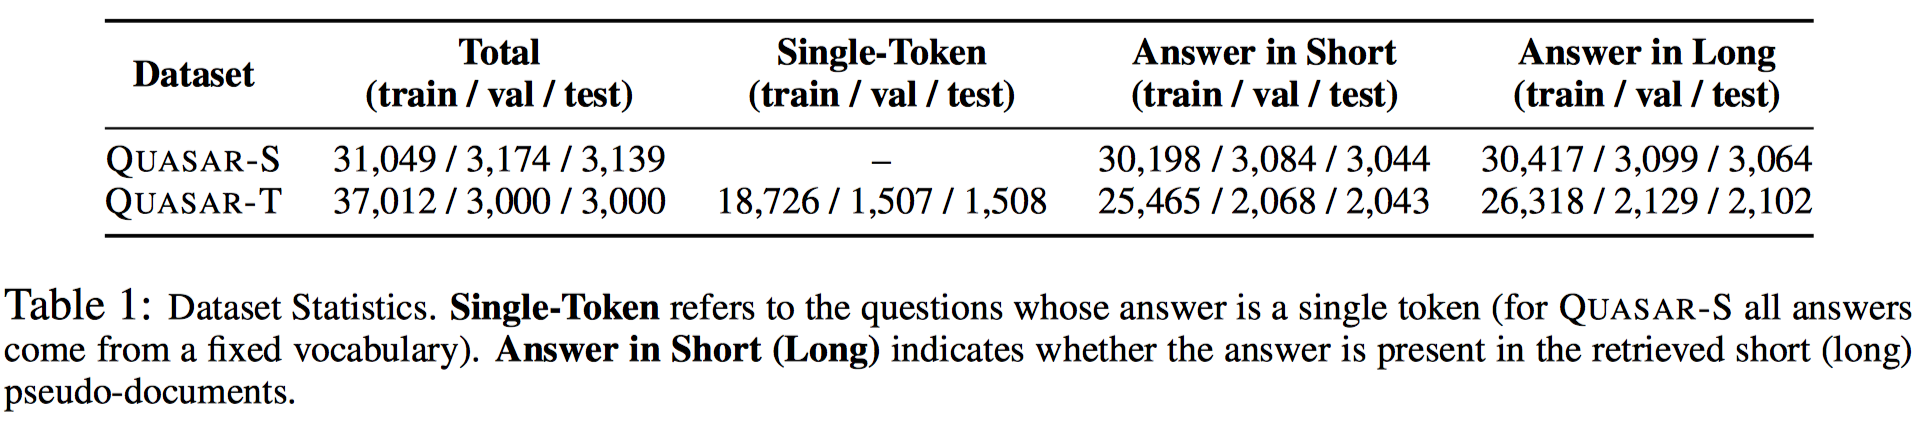 Dataset Total (train / val / test) Single-Token (train / val / test) Answer in Short (train / val / test) Answer in Long (train / val / test)
QUASAR-S 31,049 / 3,174 / 3,139 – 30,198 / 3,084 / 3,044 30,417 / 3,099 / 3,064
QUASAR-T 37,012 / 3,000 / 3,000 18,726 / 1,507 / 1,508 25,465 / 2,068 / 2,043 26,318 / 2,129 / 2,102
Table 1: Dataset Statistics. Single-Token refers to the questions whose answer is a single token (for QUASAR-S all answers
come from a fixed vocabulary). Answer in Short (Long) indicates whether the answer is present in the retrieved short (long)
pseudo-documents.